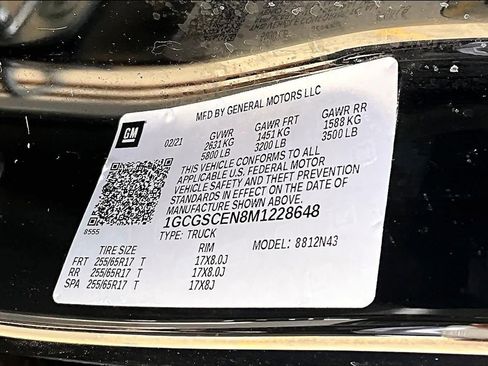 MFD BY GENERAL MOTORS LLC
GM
02/21 GVWR GAWR FRT GAWR RR
2631 KG 1451 KG 1588 KG
5800 LB 3200 LB 3500 LB
THIS VEHICLE CONFORMS TO ALL
APPLICABLE U.S. FEDERAL MOTOR
VEHICLE SAFETY AND THEFT PREVENTION
STANDARDS IN EFFECT ON THE DATE OF
MANUFACTURE SHOWN ABOVE.
1GCGSCEN8M1228648
8555 TYPE: TRUCK MODEL: 8812N43
TIRE SIZE RIM
FRT 255/65R17 T 17X8.0J
RR 255/65R17 T 17X8.0J
SPA 255/65R17 T 17X8J